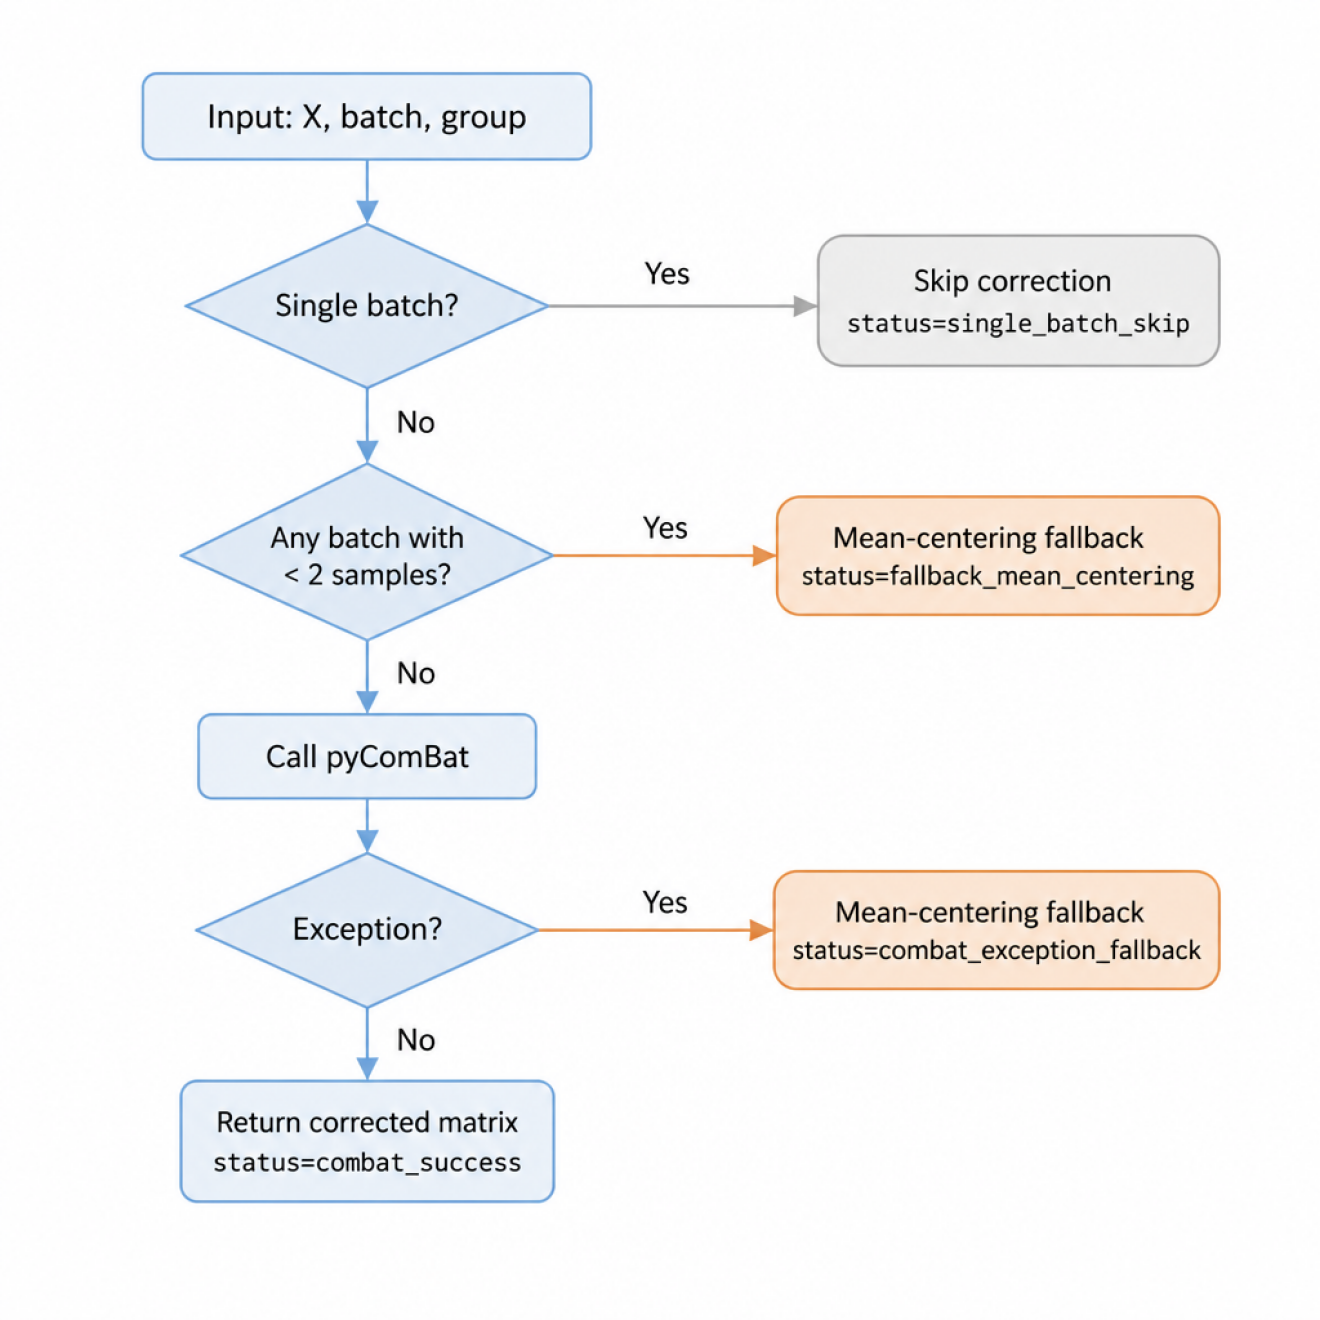 Input: X, batch, group
Single batch?
Yes
Skip correction
status=single_batch_skip
No
Any batch with
< 2 samples?
Yes
Mean-centering fallback
status=fallback_mean_centering
No
Call pyComBat
Exception?
Yes
Mean-centering fallback
status=combat_exception_fallback
No
Return corrected matrix
status=combat_success